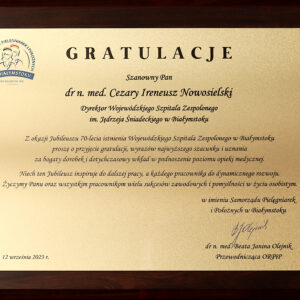 GRATULACJE
Szanowny Pan
dr n. med. Cezary Ireneusz Nowosielski
Dyrektor Wojewódzkiego Szpitala Zespolonego
im. Jędrzeja Śniadeckiego w Białymstoku
Z okazji Jubileuszu 70-lecia istnienia Wojewódzkiego Szpitala Zespolonego w Białymstoku
proszę o przyjęcie gratulacji, wyrazów najwyższego szacunku i uznania
za bogaty dorobek i dotychczasowy wkład w podnoszenie poziomu opieki medycznej.
Niech ten Jubileusz inspiruje do dalszej pracy, a każdego pracownika do dynamicznego rozwoju.
Życzymy Panu oraz wszystkim pracownikom wielu sukcesów zawodowych i pomyślności w życiu osobistym.
w imieniu Samorządu Pielęgniarek
i Położnych w Białymstoku
dr n. med. Beata Janina Olejnik
Przewodnicząca ORPiP
12 września 2023 r.